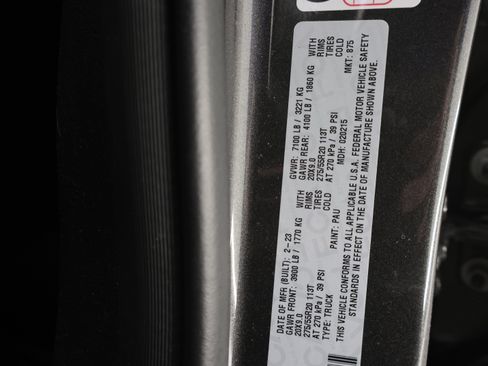 DATE OF MFR (BUILT): 2-23 GVWR: 7100 LB / 3221 KG
GAWR FRONT: 3900 LB / 1770 KG WITH GAWR REAR: 4100 LB / 1860 KG WITH
20X9.0 RIMS 20X9.0 RIMS
275/55R20 113T TIRES 275/55R20 113T TIRES
AT 270 kPa / 39 PSI COLD AT 270 kPa / 39 PSI COLD
TYPE: TRUCK PAINT: PAU MDH: 020215 MKT: 875
THIS VEHICLE CONFORMS TO ALL APPLICABLE U.S.A. FEDERAL MOTOR VEHICLE SAFETY
STANDARDS IN EFFECT ON THE DATE OF MANUFACTURE SHOWN ABOVE.